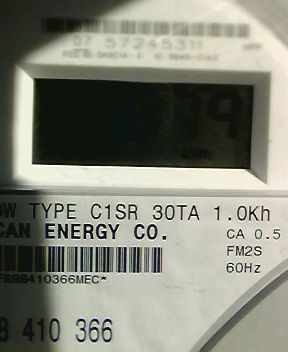 07 57245311
79
kWh
TYPE C1SR 30TA 1.0Kh
CAN ENERGY CO. CA 0.5
FM2S
60Hz
F898410366MEC*
8 410 366